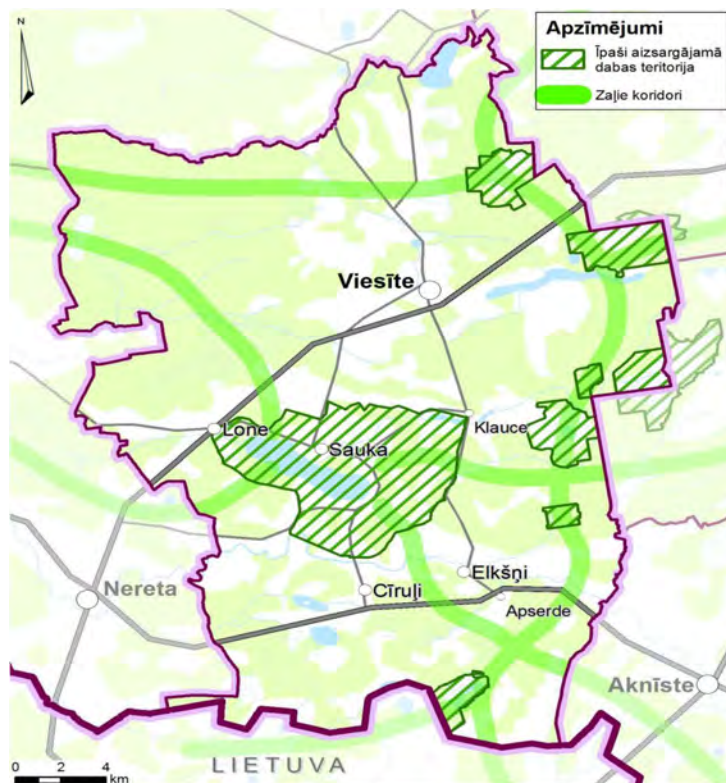 N
Apzīmējumi
Īpaši aizsargājamā
dabas teritorija
Zaļie koridori
Viesīte
Lone
Sauka
Klauce
Nereta
Cīruļi
Elkšņi
Apserde
Aknīste
LIETUVA
0 2 4
km